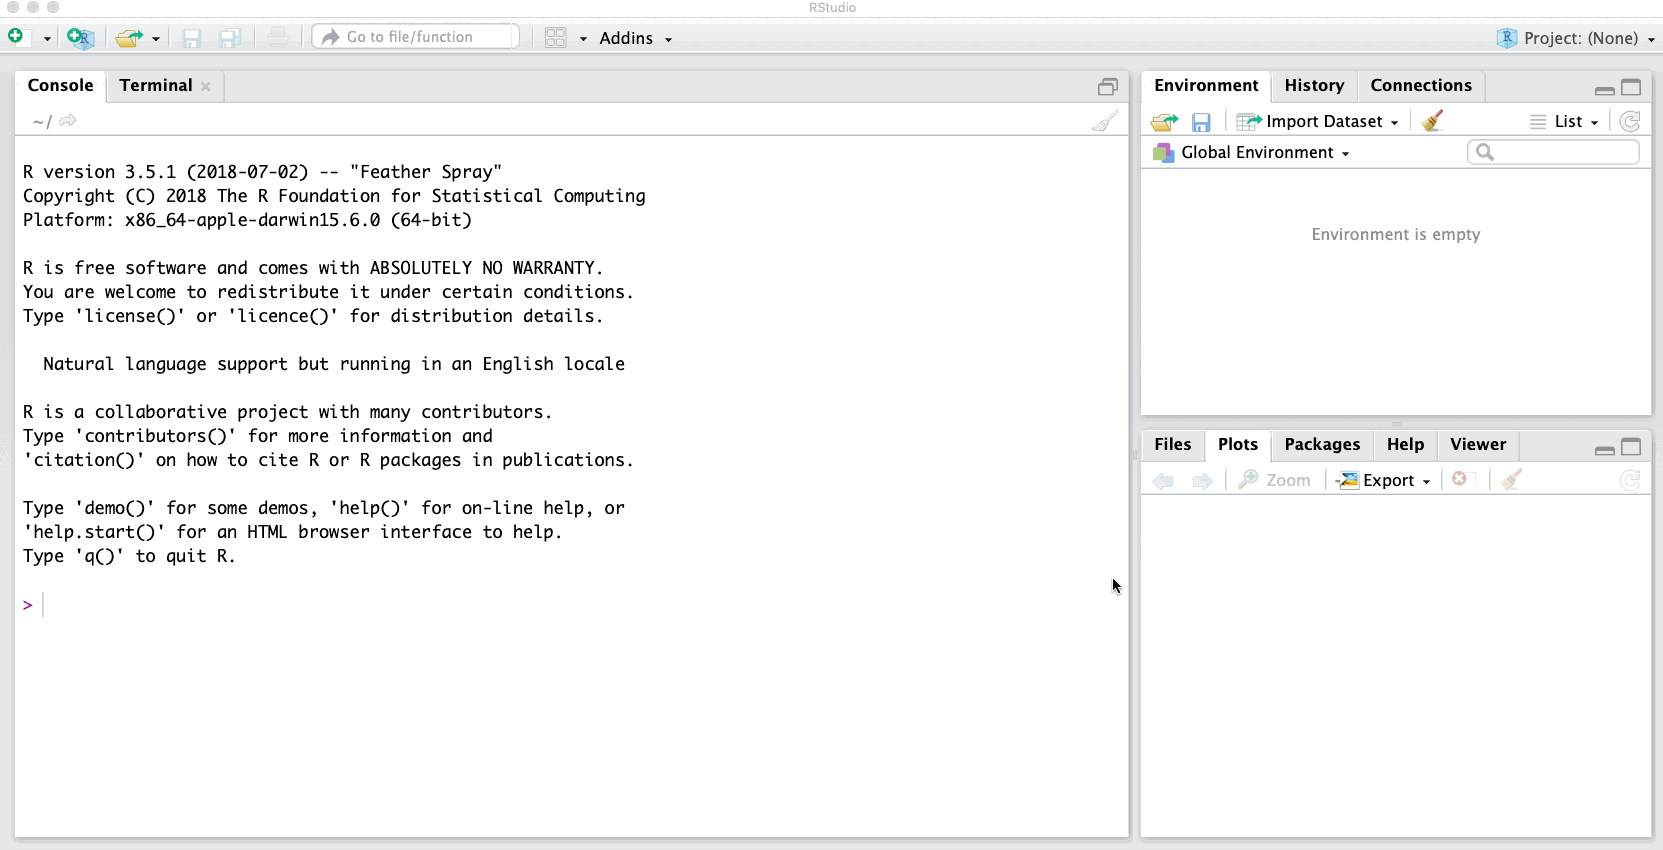 RStudio
Go to file/function
Addins
Project: (None)
Console
Terminal
~/
R version 3.5.1 (2018-07-02) -- "Feather Spray"
Copyright (C) 2018 The R Foundation for Statistical Computing
Platform: x86_64-apple-darwin15.6.0 (64-bit)
R is free software and comes with ABSOLUTELY NO WARRANTY.
You are welcome to redistribute it under certain conditions.
Type 'license()' or 'licence()' for distribution details.
Natural language support but running in an English locale
R is a collaborative project with many contributors.
Type 'contributors()' for more information and
'citation()' on how to cite R or R packages in publications.
Type 'demo()' for some demos, 'help()' for on-line help, or
'help.start()' for an HTML browser interface to help.
Type 'q()' to quit R.
>
Environment
History
Connections
Import Dataset
List
Global Environment
Environment is empty
Files
Plots
Packages
Help
Viewer
Zoom
Export